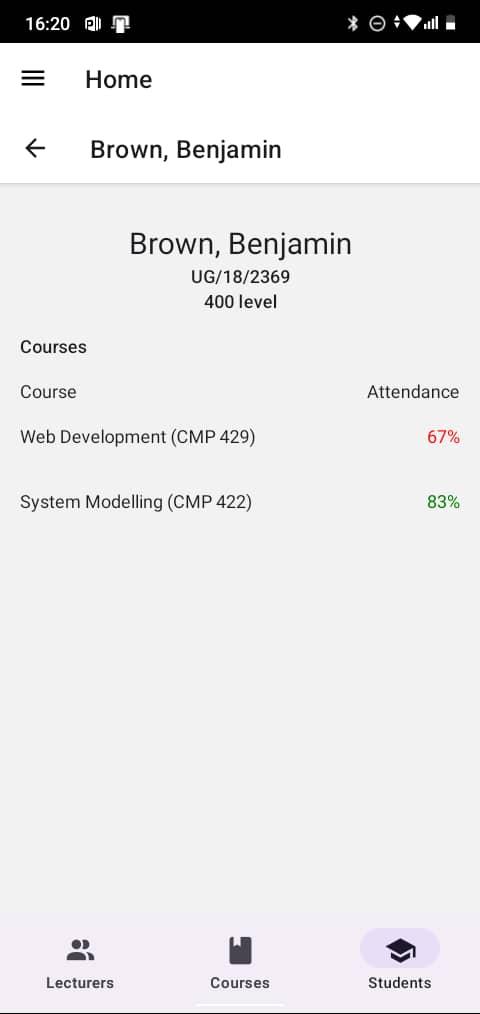 16:20
Home
Brown, Benjamin
Brown, Benjamin
UG/18/2369
400 level
Courses
Course Attendance
Web Development (CMP 429) 67%
System Modelling (CMP 422) 83%
Lecturers Courses Students